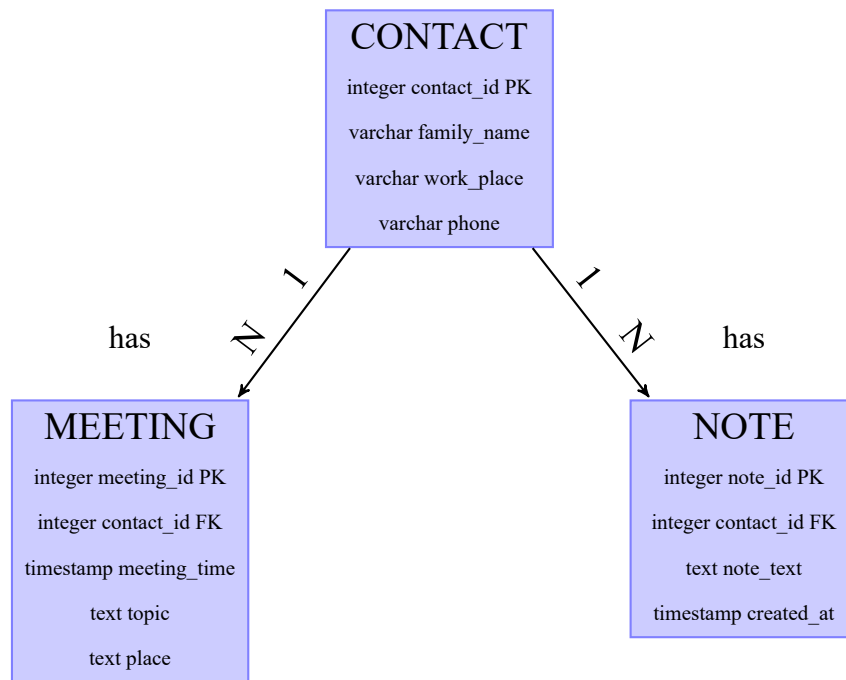 CONTACT
integer contact_id PK
varchar family_name
varchar work_place
varchar phone
1
1
has
N
N
has
MEETING
integer meeting_id PK
integer contact_id FK
timestamp meeting_time
text topic
text place
NOTE
integer note_id PK
integer contact_id FK
text note_text
timestamp created_at